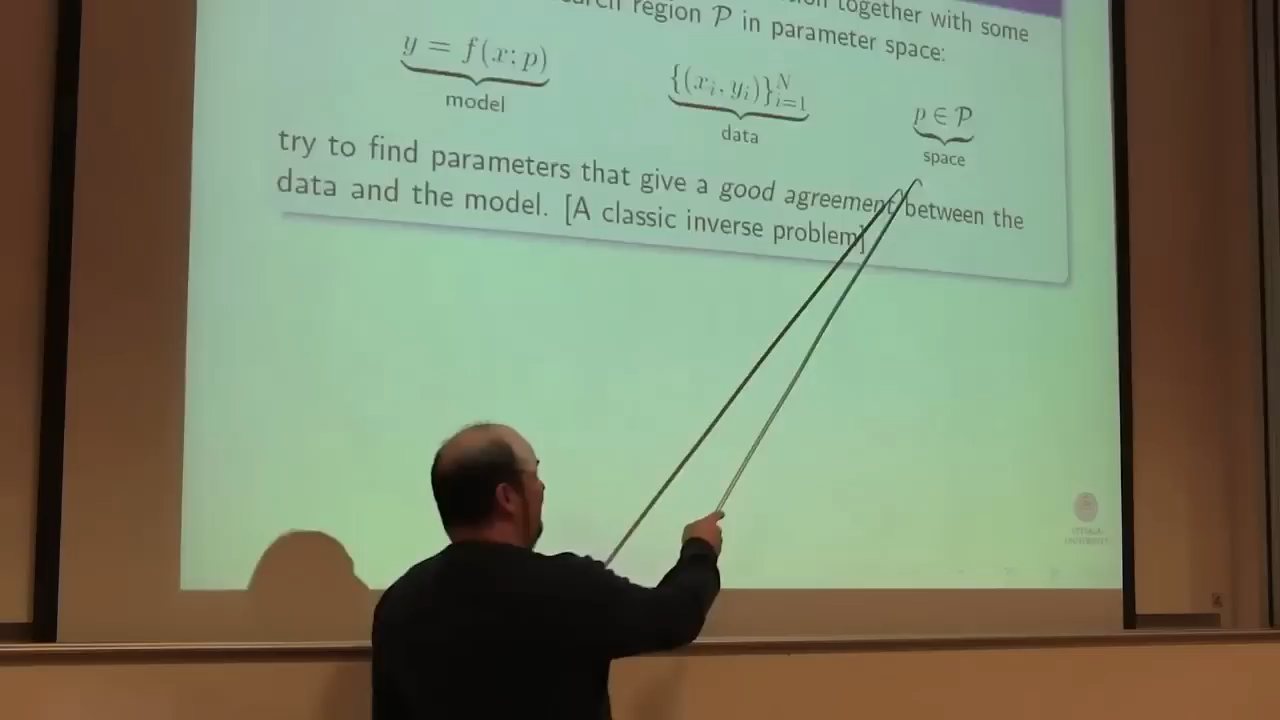 together with some
region 𝒫 in parameter space:
y = f(x; p)
model
{(xᵢ, yᵢ)}ᵢ₌₁ᴺ
data
p ∈ 𝒫
space
try to find parameters that give a good agreement between the
data and the model. [A classic inverse problem]
UNIVERSITET